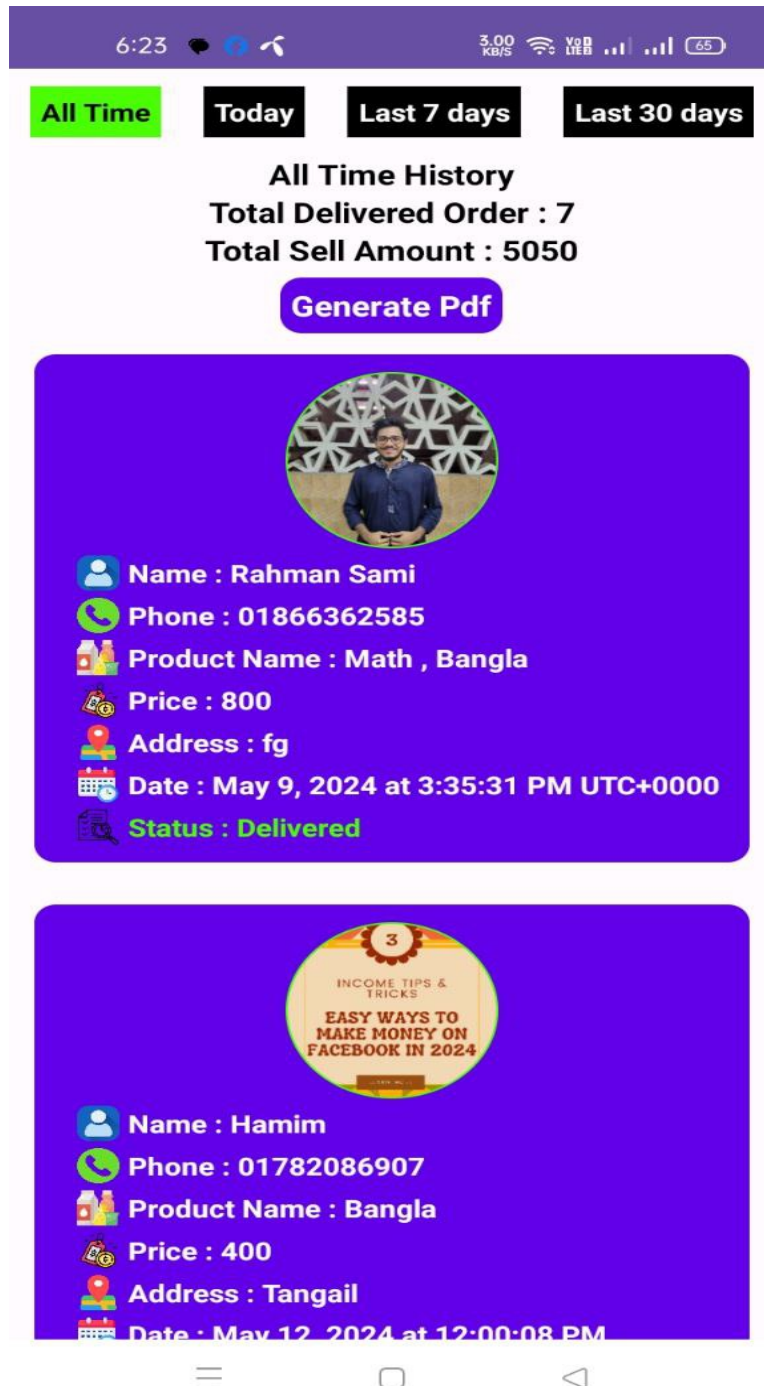 6:23
3.00 KB/S
VoD LTE
65
All Time Today Last 7 days Last 30 days
All Time History
Total Delivered Order : 7
Total Sell Amount : 5050
Generate Pdf
Name : Rahman Sami
Phone : 01866362585
Product Name : Math , Bangla
Price : 800
Address : fg
Date : May 9, 2024 at 3:35:31 PM UTC+0000
Status : Delivered
3
INCOME TIPS &
TRICKS
EASY WAYS TO
MAKE MONEY ON
FACEBOOK IN 2024
Name : Hamim
Phone : 01782086907
Product Name : Bangla
Price : 400
Address : Tangail
Date : May 12, 2024 at 12:00:08 PM